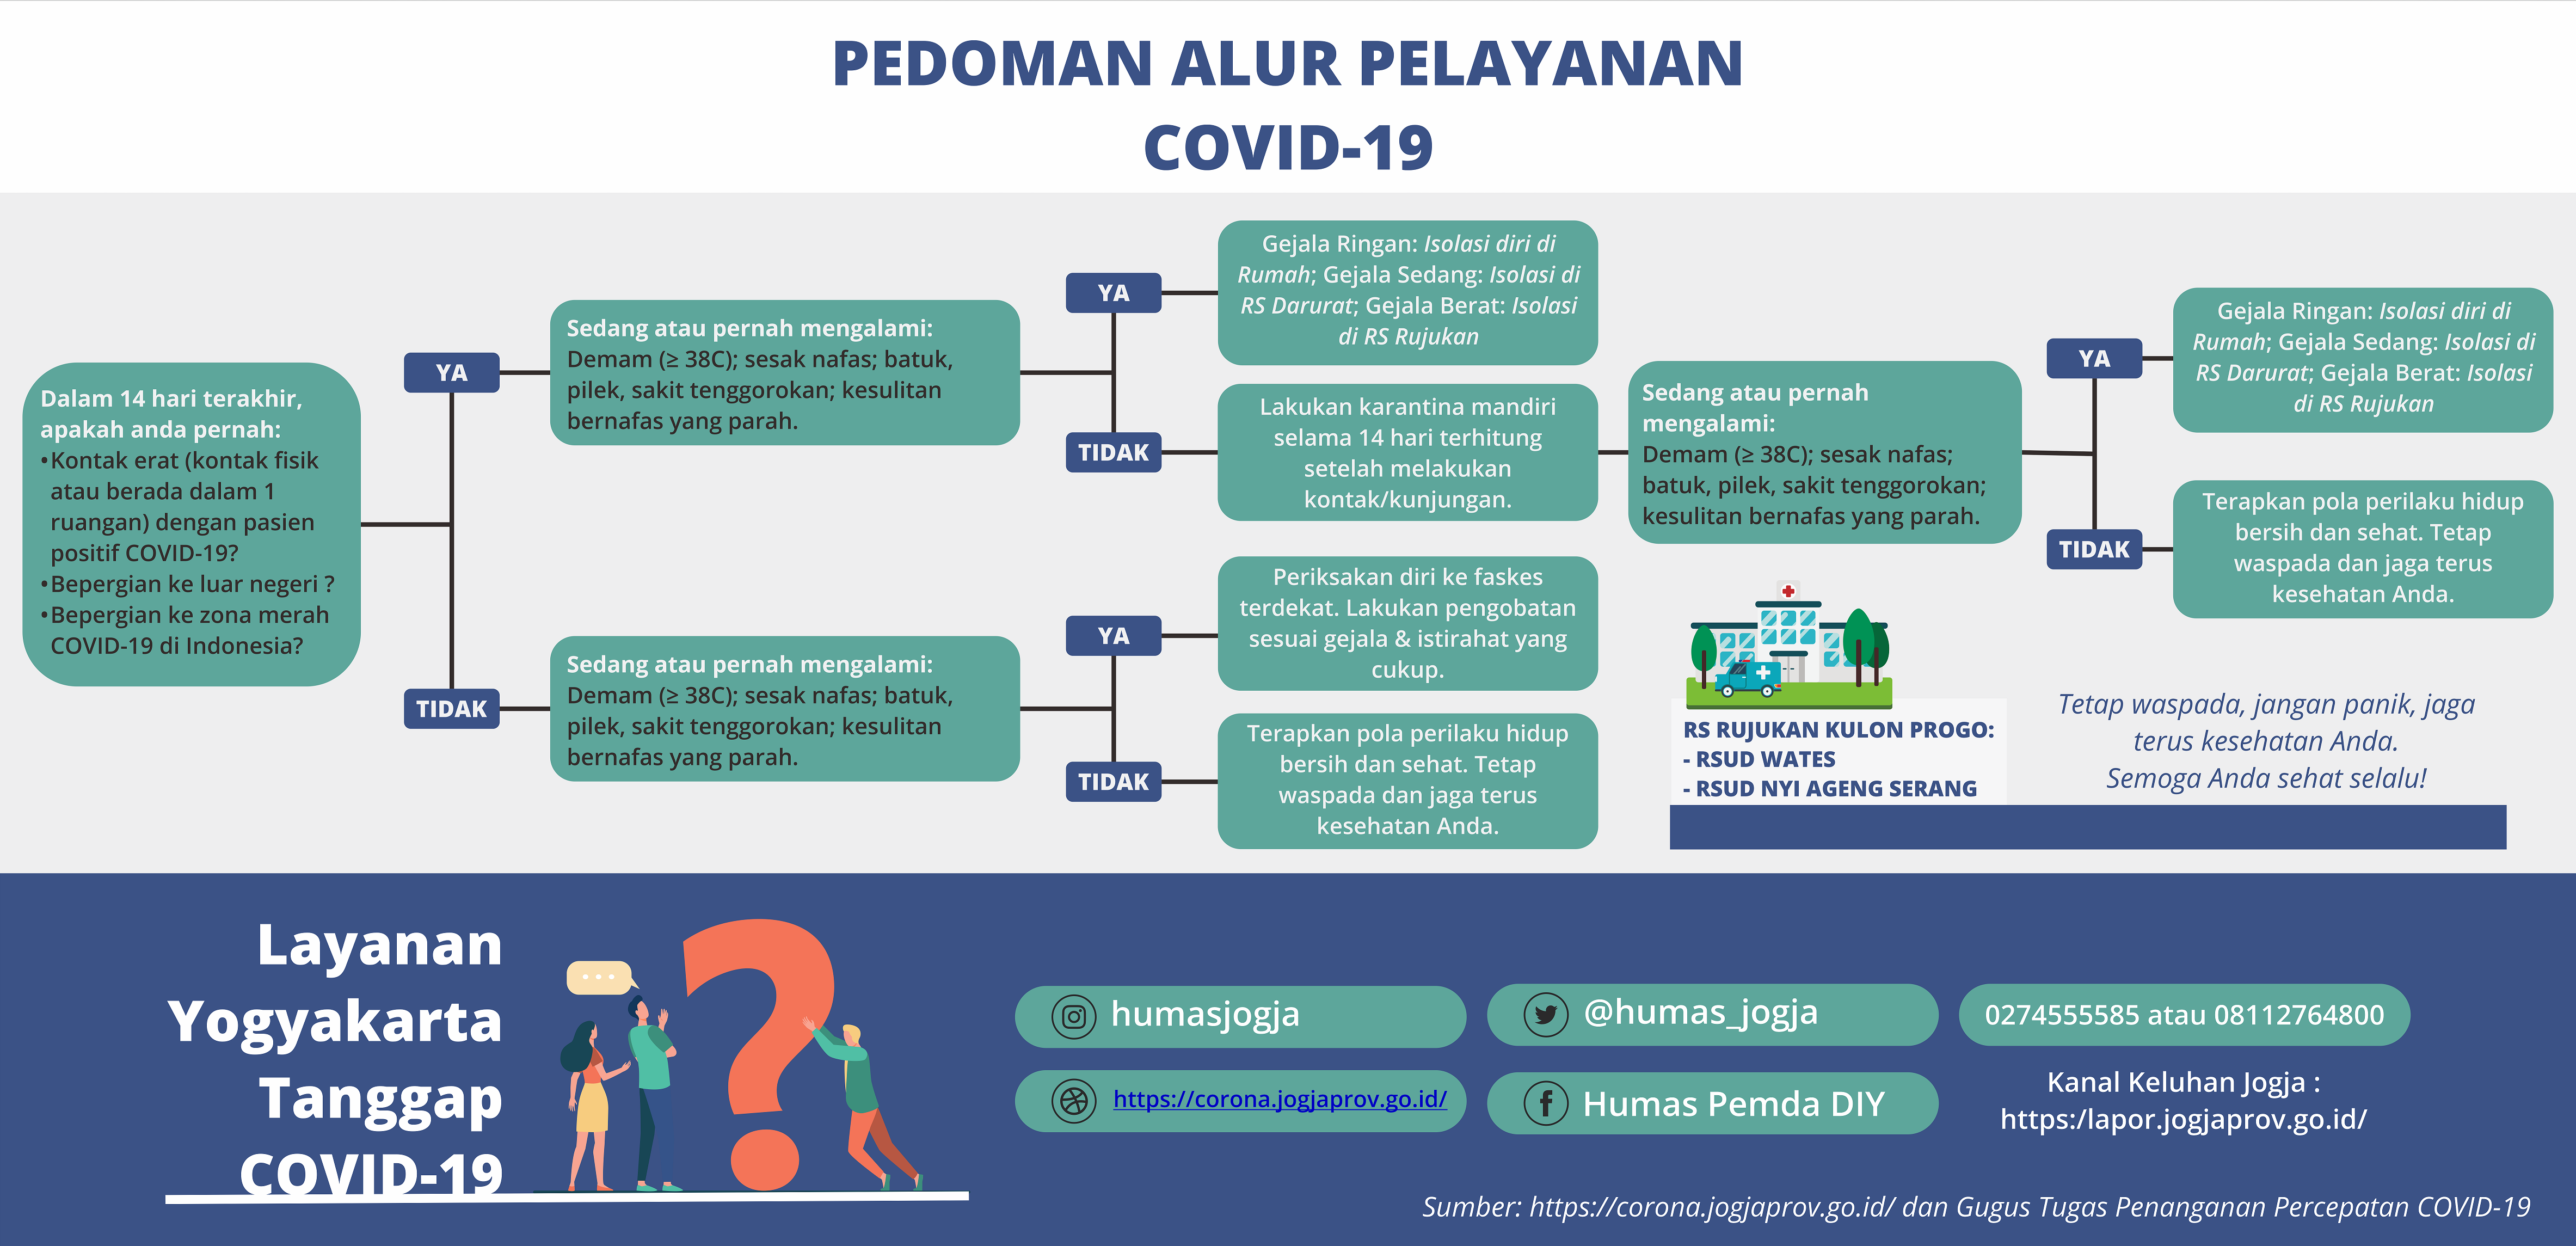 PEDOMAN ALUR PELAYANAN
COVID-19
Dalam 14 hari terakhir,
apakah anda pernah:
•Kontak erat (kontak fisik
atau berada dalam 1
ruangan) dengan pasien
positif COVID-19?
•Bepergian ke luar negeri ?
•Bepergian ke zona merah
COVID-19 di Indonesia?
YA
Sedang atau pernah mengalami:
Demam (≥ 38C); sesak nafas; batuk,
pilek, sakit tenggorokan; kesulitan
bernafas yang parah.
YA
Gejala Ringan: Isolasi diri di
Rumah; Gejala Sedang: Isolasi di
RS Darurat; Gejala Berat: Isolasi
di RS Rujukan
TIDAK
Lakukan karantina mandiri
selama 14 hari terhitung
setelah melakukan
kontak/kunjungan.
Sedang atau pernah
mengalami:
Demam (≥ 38C); sesak nafas;
batuk, pilek, sakit tenggorokan;
kesulitan bernafas yang parah.
YA
Gejala Ringan: Isolasi diri di
Rumah; Gejala Sedang: Isolasi di
RS Darurat; Gejala Berat: Isolasi
di RS Rujukan
TIDAK
Terapkan pola perilaku hidup
bersih dan sehat. Tetap
waspada dan jaga terus
kesehatan Anda.
TIDAK
Sedang atau pernah mengalami:
Demam (≥ 38C); sesak nafas; batuk,
pilek, sakit tenggorokan; kesulitan
bernafas yang parah.
YA
Periksakan diri ke faskes
terdekat. Lakukan pengobatan
sesuai gejala & istirahat yang
cukup.
TIDAK
Terapkan pola perilaku hidup
bersih dan sehat. Tetap
waspada dan jaga terus
kesehatan Anda.
RS RUJUKAN KULON PROGO:
- RSUD WATES
- RSUD NYI AGENG SERANG
Tetap waspada, jangan panik, jaga
terus kesehatan Anda.
Semoga Anda sehat selalu!
Layanan
Yogyakarta
Tanggap
COVID-19
humasjogja
@humas_jogja
0274555585 atau 08112764800
https://corona.jogjaprov.go.id/
Humas Pemda DIY
Kanal Keluhan Jogja :
https:/lapor.jogjaprov.go.id/
Sumber: https://corona.jogjaprov.go.id/ dan Gugus Tugas Penanganan Percepatan COVID-19